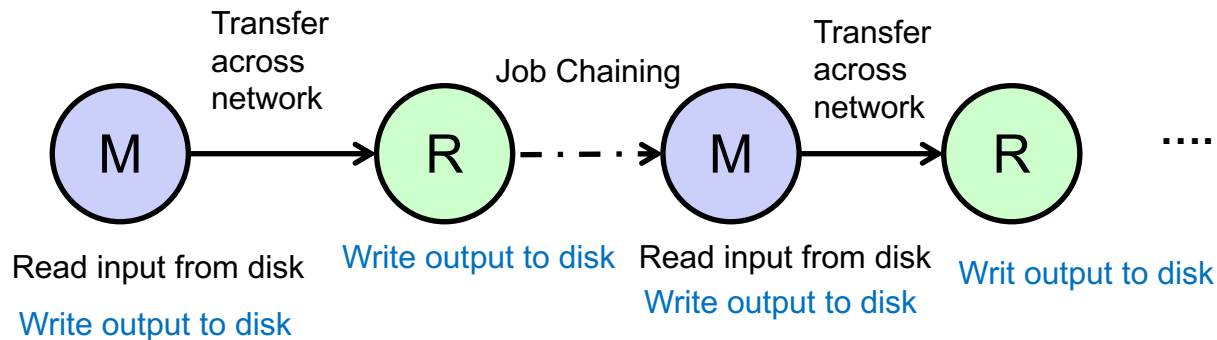 Transfer
across
network
Job Chaining
Transfer
across
network
M
R
M
R
....
Read input from disk
Write output to disk
Write output to disk
Read input from disk
Write output to disk
Writ output to disk